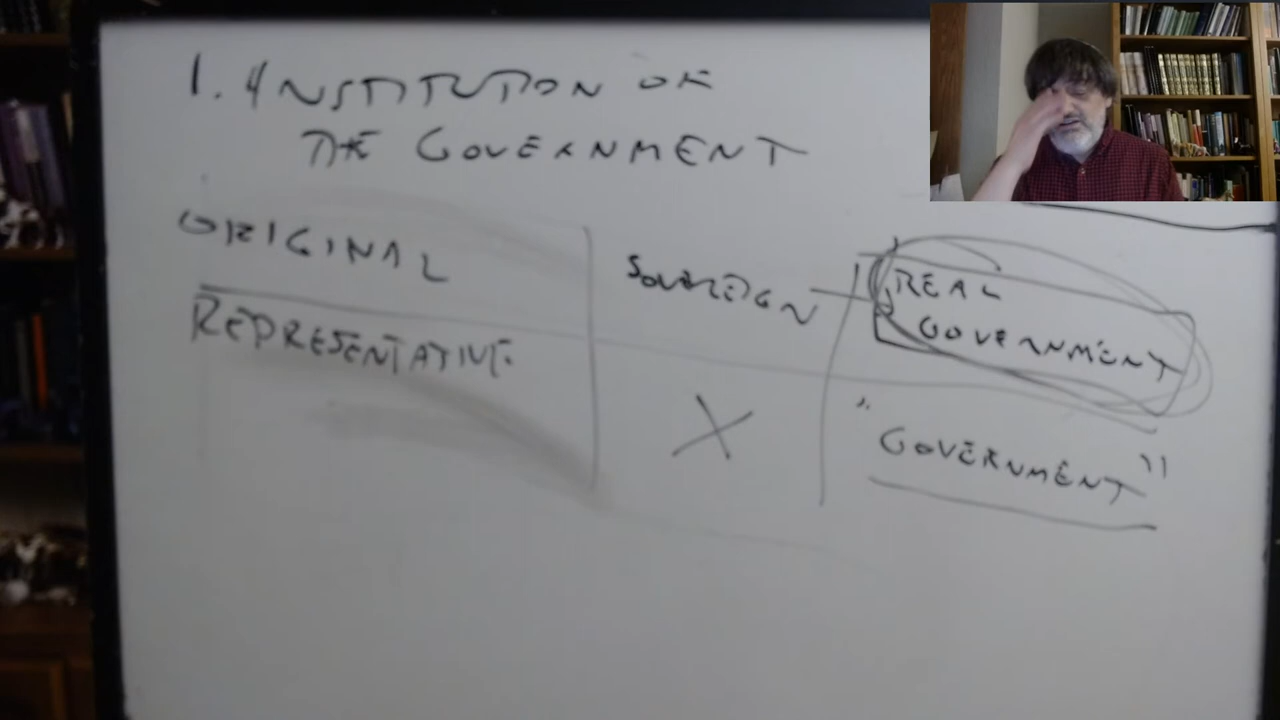 1. INSTITUTION OF
THE GOVERNMENT
ORIGINAL
SOVEREIGN
REAL
GOVERNMENT
REPRESENTATIVE
X
"GOVERNMENT"